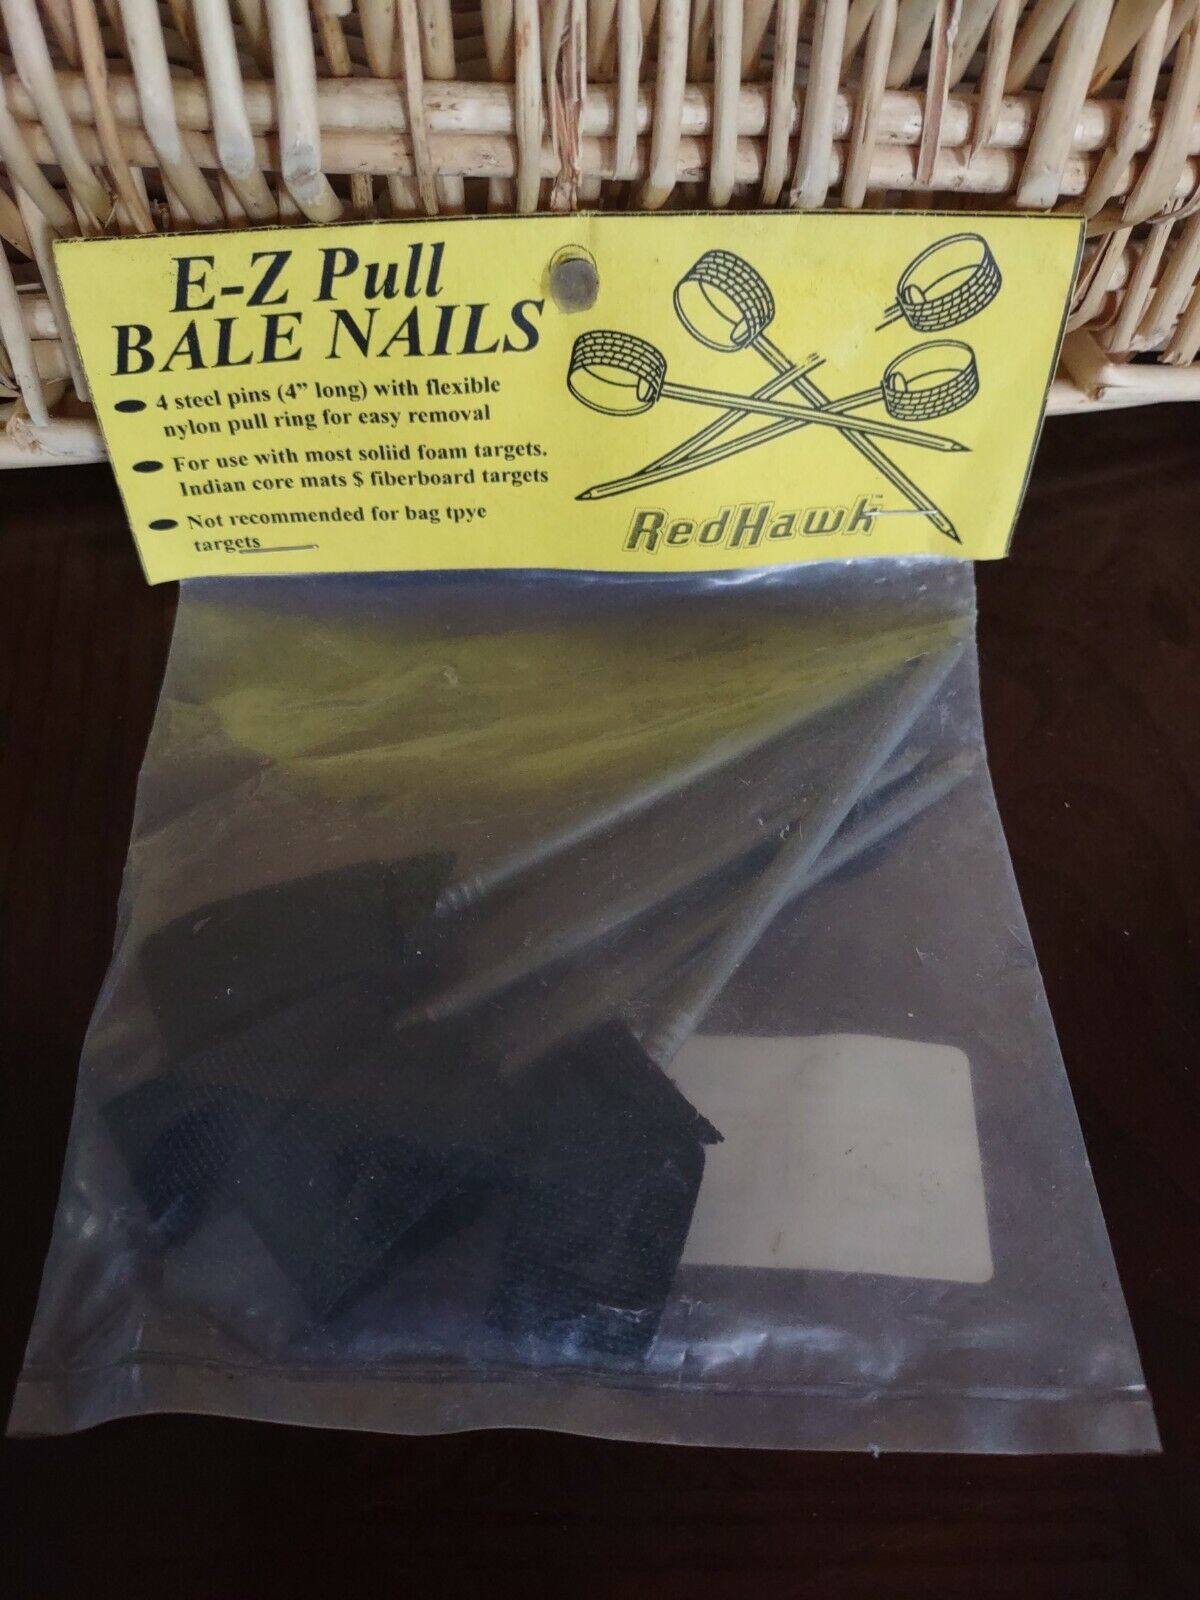 E-Z Pull
BALE NAILS
4 steel pins (4” long) with flexible
nylon pull ring for easy removal
For use with most soliid foam targets.
Indian core mats $ fiberboard targets
Not recommended for bag tpye
targets
RedHawk™